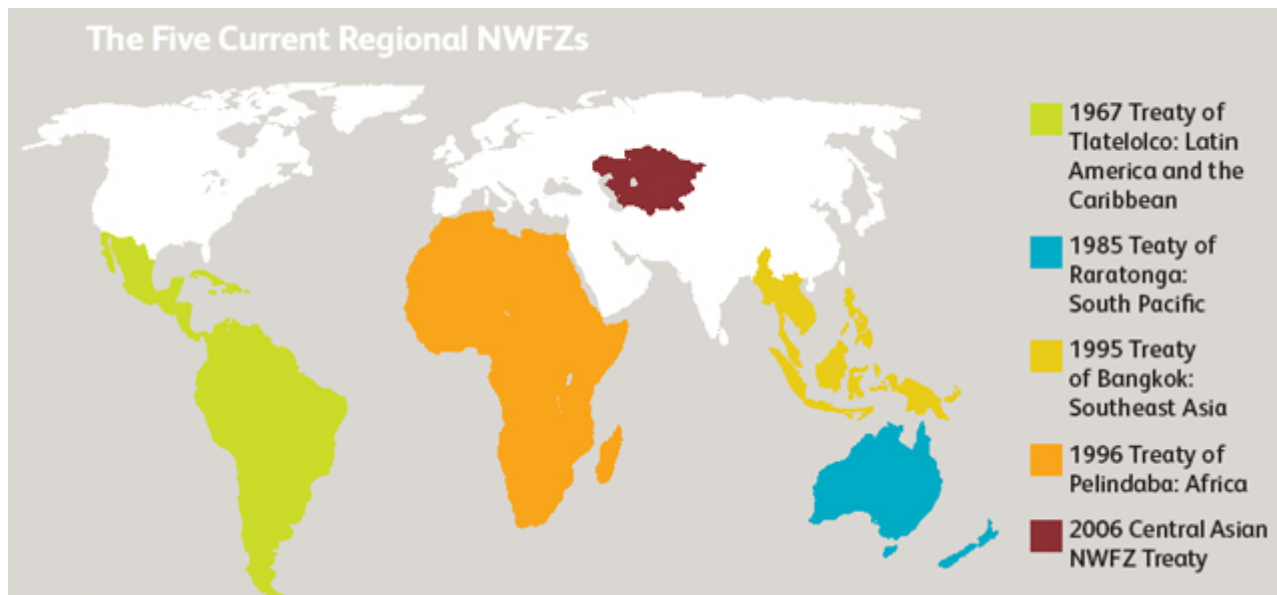 The Five Current Regional NWFZs
1967 Treaty of
Tlatelolco: Latin
America and the
Caribbean
1985 Teaty of
Raratonga:
South Pacific
1995 Treaty
of Bangkok:
Southeast Asia
1996 Treaty of
Pelindaba: Africa
2006 Central Asian
NWFZ Treaty